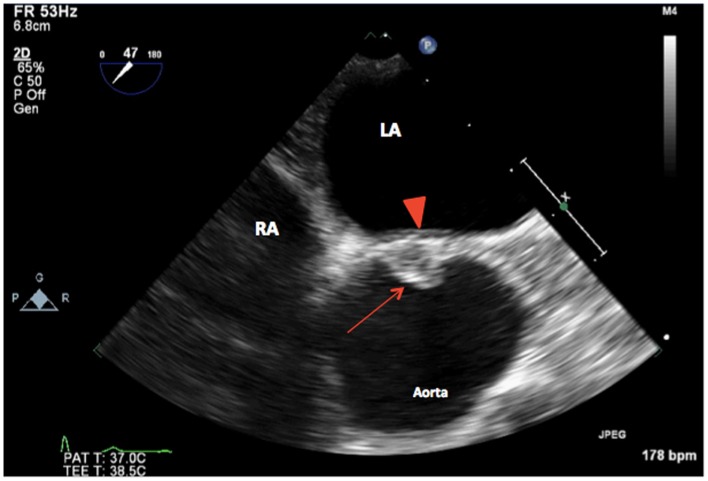 FR 53Hz
6.8cm
M4
2D
65%
C 50
P Off
Gen
0 47 180
P
LA
RA
x
G
P R
Aorta
JPEG
PAT T: 37.0C
TEE T: 38.5C
178 bpm